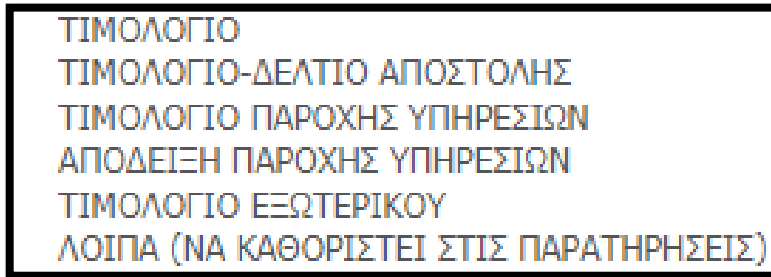 ΤΙΜΟΛΟΓΙΟ
ΤΙΜΟΛΟΓΙΟ-ΔΕΛΤΙΟ ΑΠΟΣΤΟΛΗΣ
ΤΙΜΟΛΟΓΙΟ ΠΑΡΟΧΗΣ ΥΠΗΡΕΣΙΩΝ
ΑΠΟΔΕΙΞΗ ΠΑΡΟΧΗΣ ΥΠΗΡΕΣΙΩΝ
ΤΙΜΟΛΟΓΙΟ ΕΞΩΤΕΡΙΚΟΥ
ΛΟΙΠΑ (ΝΑ ΚΑΘΟΡΙΣΤΕΙ ΣΤΙΣ ΠΑΡΑΤΗΡΗΣΕΙΣ)